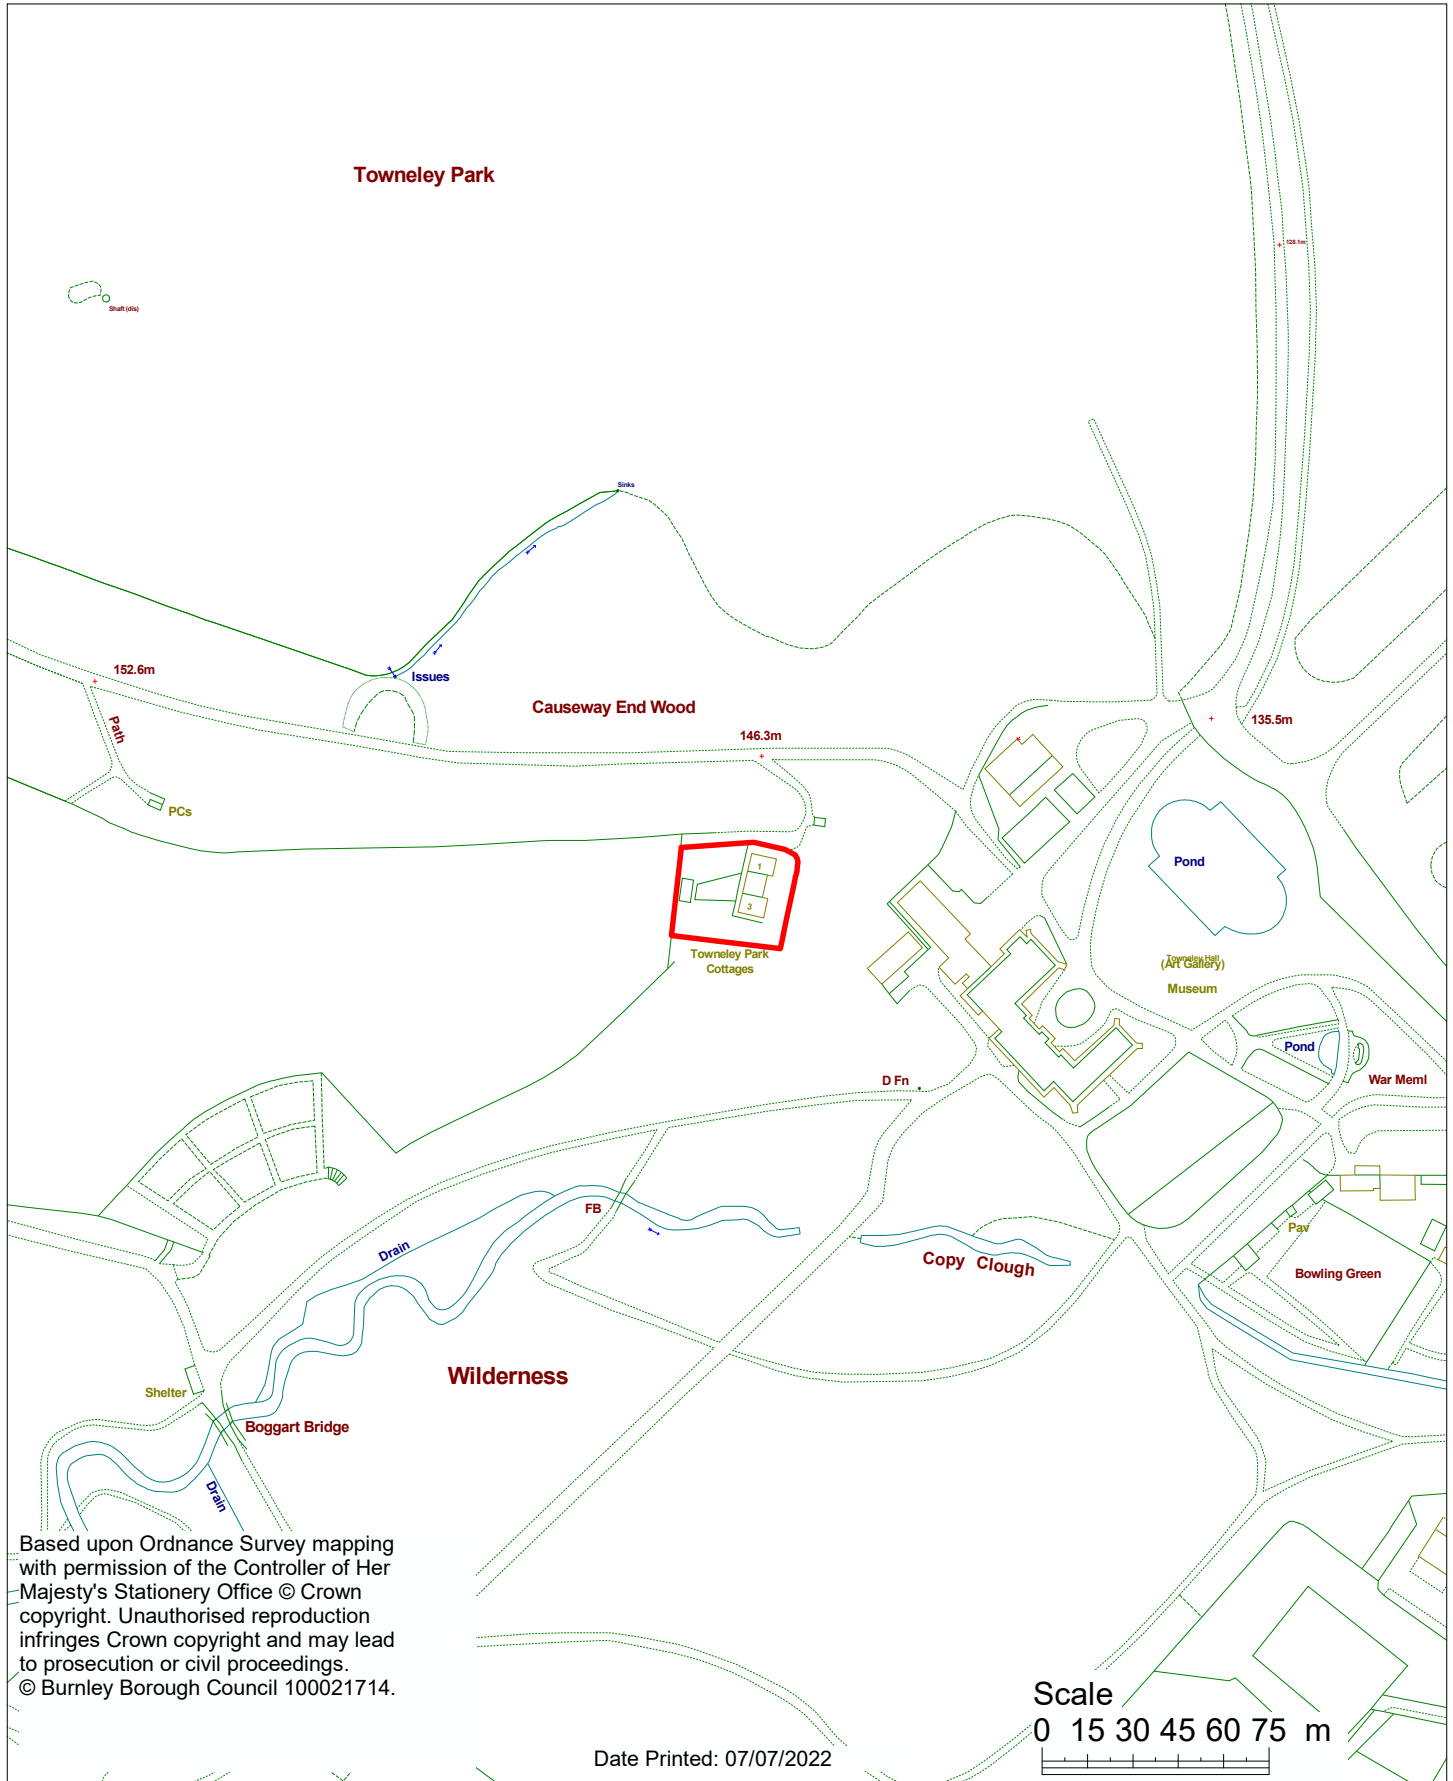 Towneley Park
128.1m
Shaft (dis)
Sinks
152.6m
Issues
Path
Causeway End Wood
146.3m
135.5m
PCs
Pond
1
3
Towneley Park
Cottages
Towneley Hall
(Art Gallery)
Museum
Pond
D Fn
War Meml
FB
Drain
Copy Clough
Pav
Bowling Green
Wilderness
Shelter
Boggart Bridge
Drain
Based upon Ordnance Survey mapping
with permission of the Controller of Her
Majesty's Stationery Office © Crown
copyright. Unauthorised reproduction
infringes Crown copyright and may lead
to prosecution or civil proceedings.
© Burnley Borough Council 100021714.
Scale
0 15 30 45 60 75 m
Date Printed: 07/07/2022